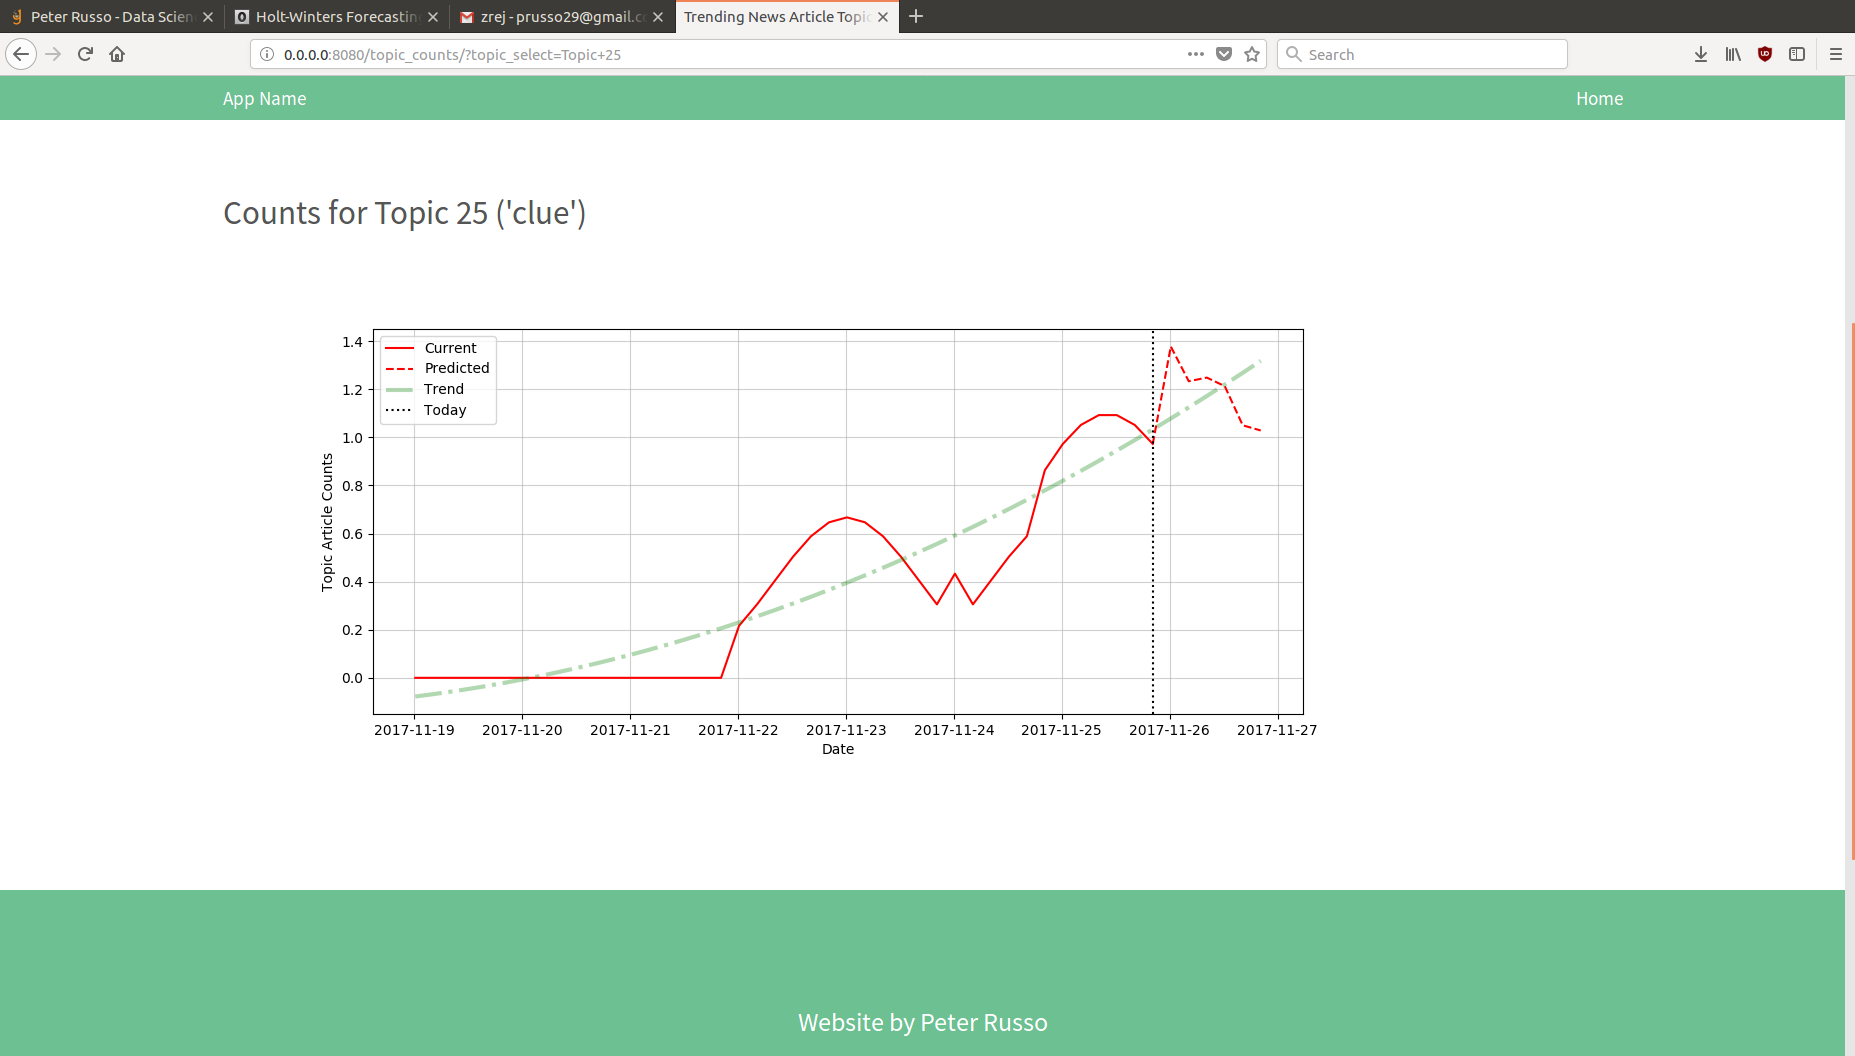 Peter Russo - Data Scien
Holt-Winters Forecasting
zrej - prusso29@gmail.c
Trending News Article Topic
0.0.0.0:8080/topic_counts/?topic_select=Topic+25
Search
App Name
Home
Counts for Topic 25 ('clue')
Current
Predicted
Trend
Today
1.4
1.2
1.0
0.8
0.6
0.4
0.2
0.0
Topic Article Counts
2017-11-19 2017-11-20 2017-11-21 2017-11-22 2017-11-23 2017-11-24 2017-11-25 2017-11-26 2017-11-27
Date
Website by Peter Russo